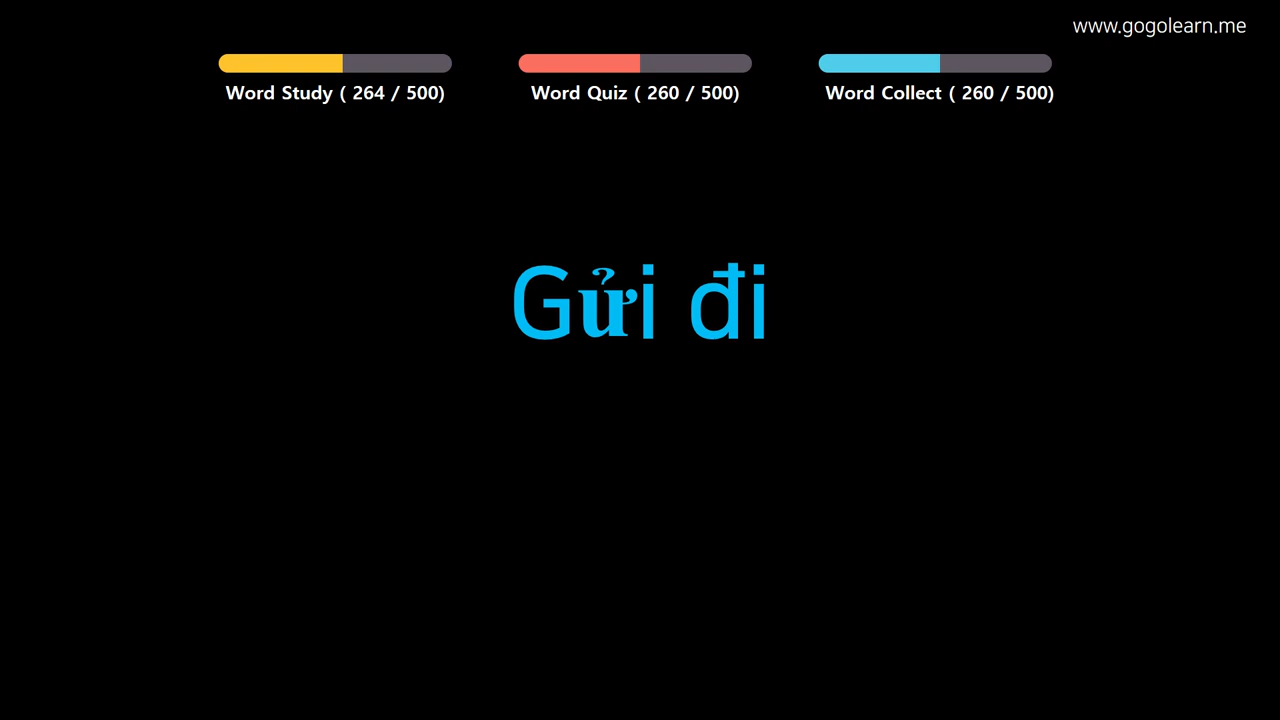 www.gogolearn.me
Word Study ( 264 / 500)
Word Quiz ( 260 / 500)
Word Collect ( 260 / 500)
Gửi đi